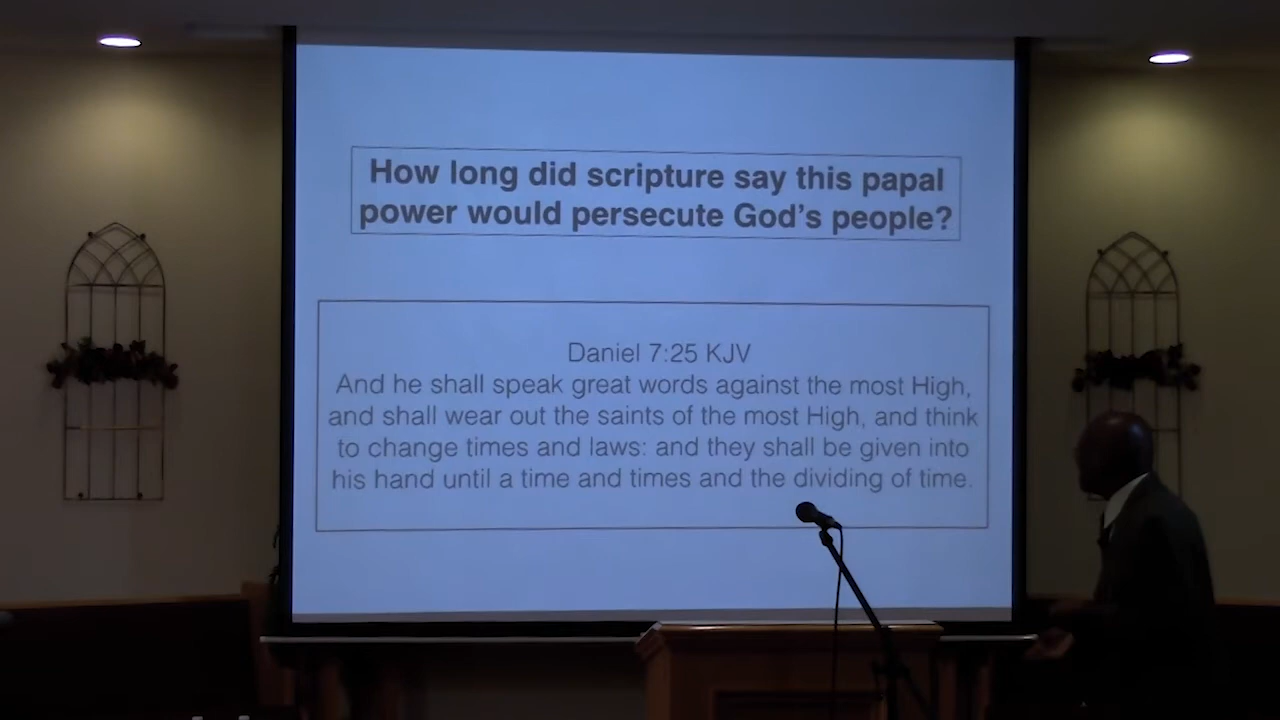 How long did scripture say this papal
power would persecute God's people?
Daniel 7:25 KJV
And he shall speak great words against the most High,
and shall wear out the saints of the most High, and think
to change times and laws: and they shall be given into
his hand until a time and times and the dividing of time.